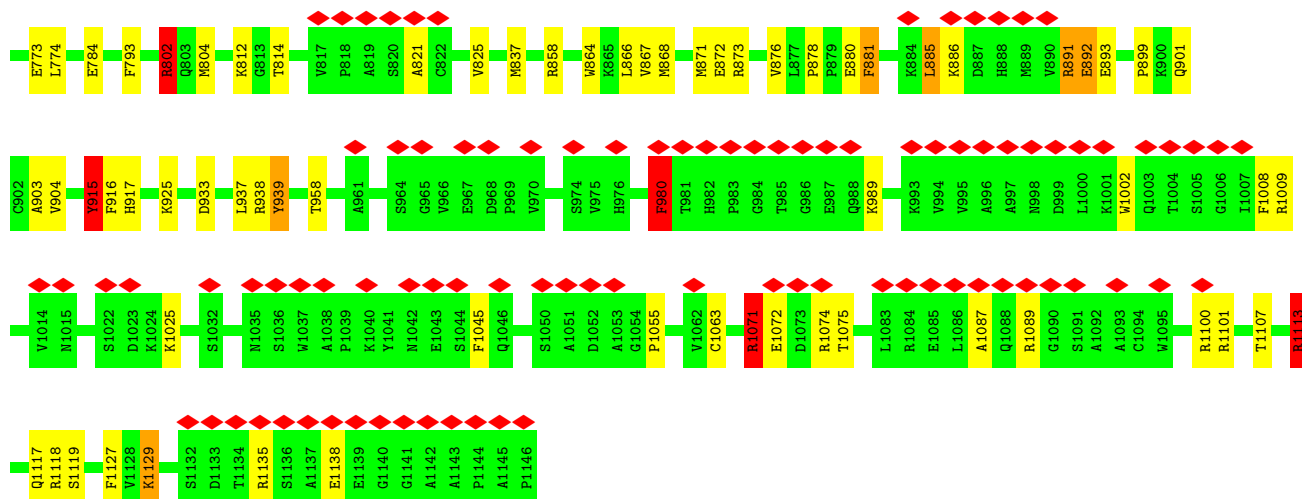 E773 L774 E784 F793 R802 Q803 M804 K812 G813 T814 V817 P818 A819 S820 A821 C822 V825 M837 R858 W864 K865 L866 V867 M868 M871 E872 R873 V876 L877 P878 P879 E880 F881 K884 L885 K886 D887 H888 M889 V890 R891 E892 E893 P899 K900 Q901
C902 A903 V904 Y915 F916 H917 K925 D933 L937 R938 Y939 T958 A961 S964 G965 V966 E967 D968 P969 V970 S974 V975 H976 F980 T981 H982 P983 G984 T985 G986 E987 Q988 K989 K993 V994 V995 A996 A997 N998 D999 L1000 K1001 W1002 Q1003 T1004 S1005 G1006 I1007 F1008 R1009
V1014 N1015 S1022 D1023 K1024 K1025 S1032 N1035 S1036 W1037 A1038 P1039 K1040 Y1041 N1042 E1043 S1044 F1045 Q1046 S1050 A1051 D1052 A1053 G1054 P1055 V1062 C1063 R1071 E1072 D1073 R1074 T1075 L1083 R1084 E1085 L1086 A1087 Q1088 R1089 G1090 S1091 A1092 A1093 C1094 W1095 R1100 R1101 T1107 R1113
Q1117 R1118 S1119 F1127 V1128 K1129 S1132 D1133 T1134 R1135 S1136 A1137 E1138 E1139 G1140 G1141 A1142 A1143 P1144 A1145 P1146